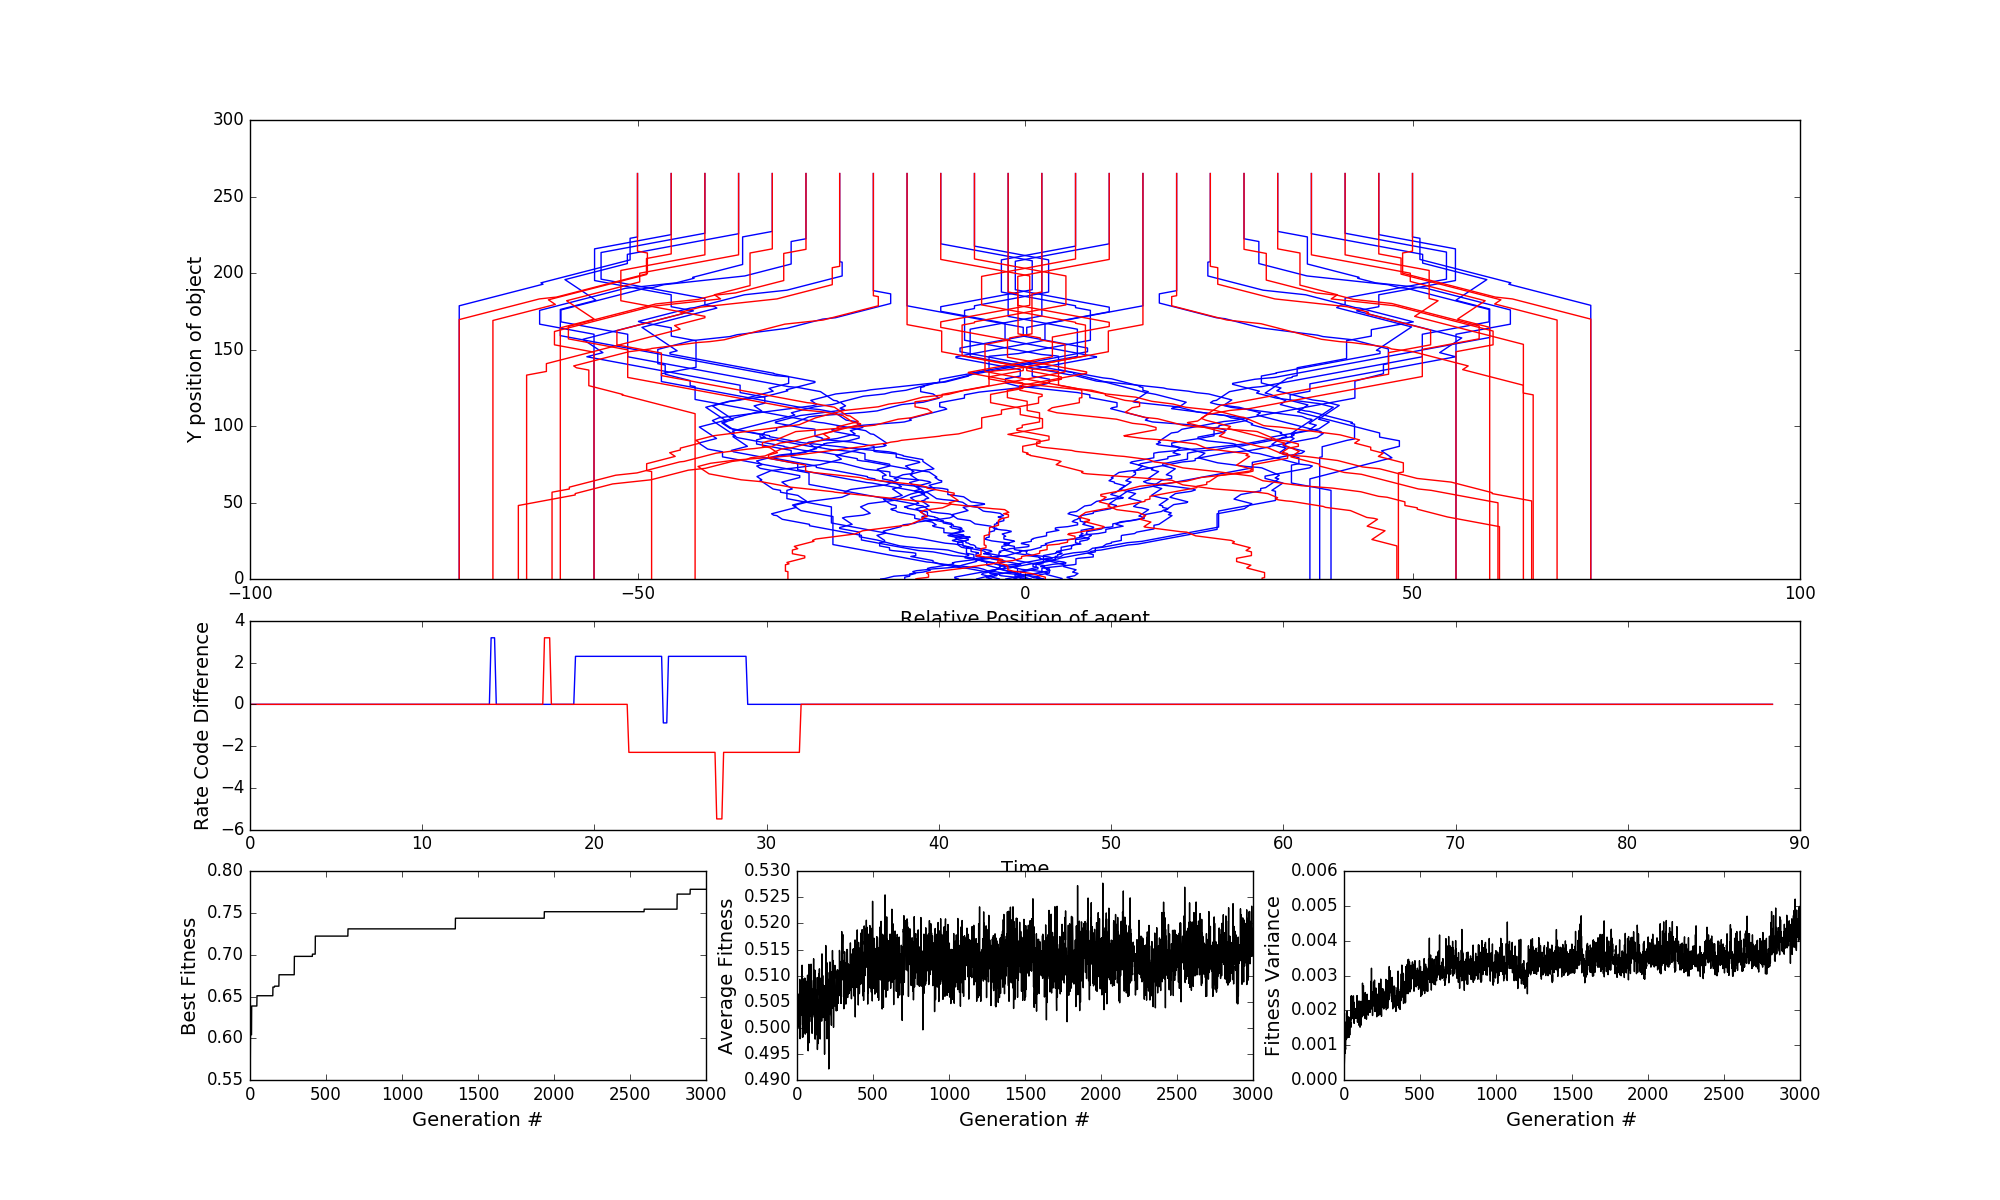 300
250
200
150
100
50
0
Y position of object
−100 −50 0 50 100
Relative Position of agent
4
2
0
−2
−4
−6
Rate Code Difference
0 10 20 30 40 50 60 70 80 90
Time
0.80
0.75
0.70
0.65
0.60
0.55
Best Fitness
0 500 1000 1500 2000 2500 3000
Generation #
0.530
0.525
0.520
0.515
0.510
0.505
0.500
0.495
0.490
Average Fitness
0 500 1000 1500 2000 2500 3000
Generation #
0.006
0.005
0.004
0.003
0.002
0.001
0.000
Fitness Variance
0 500 1000 1500 2000 2500 3000
Generation #